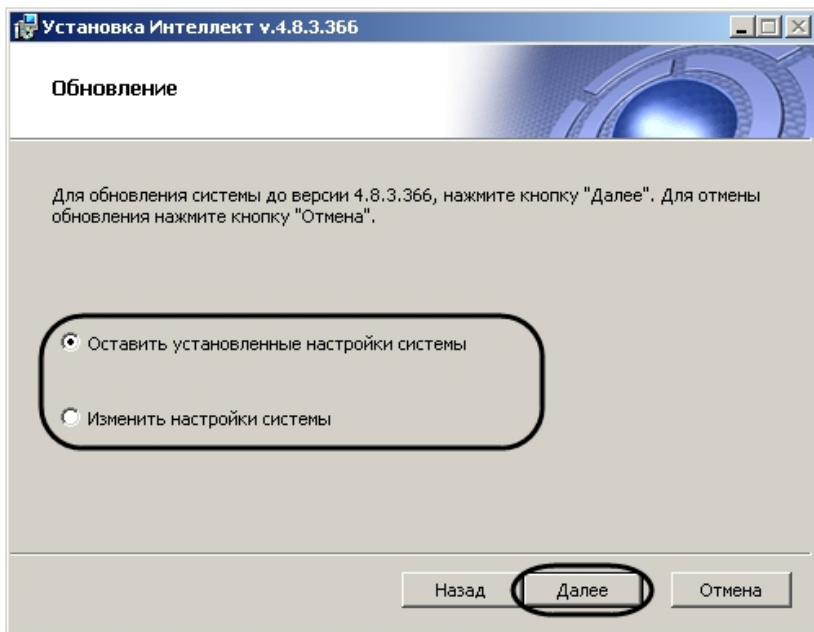 Установка Интеллект v.4.8.3.366
Обновление
Для обновления системы до версии 4.8.3.366, нажмите кнопку "Далее". Для отмены
обновления нажмите кнопку "Отмена".
Оставить установленные настройки системы
Изменить настройки системы
Назад
Далее
Отмена